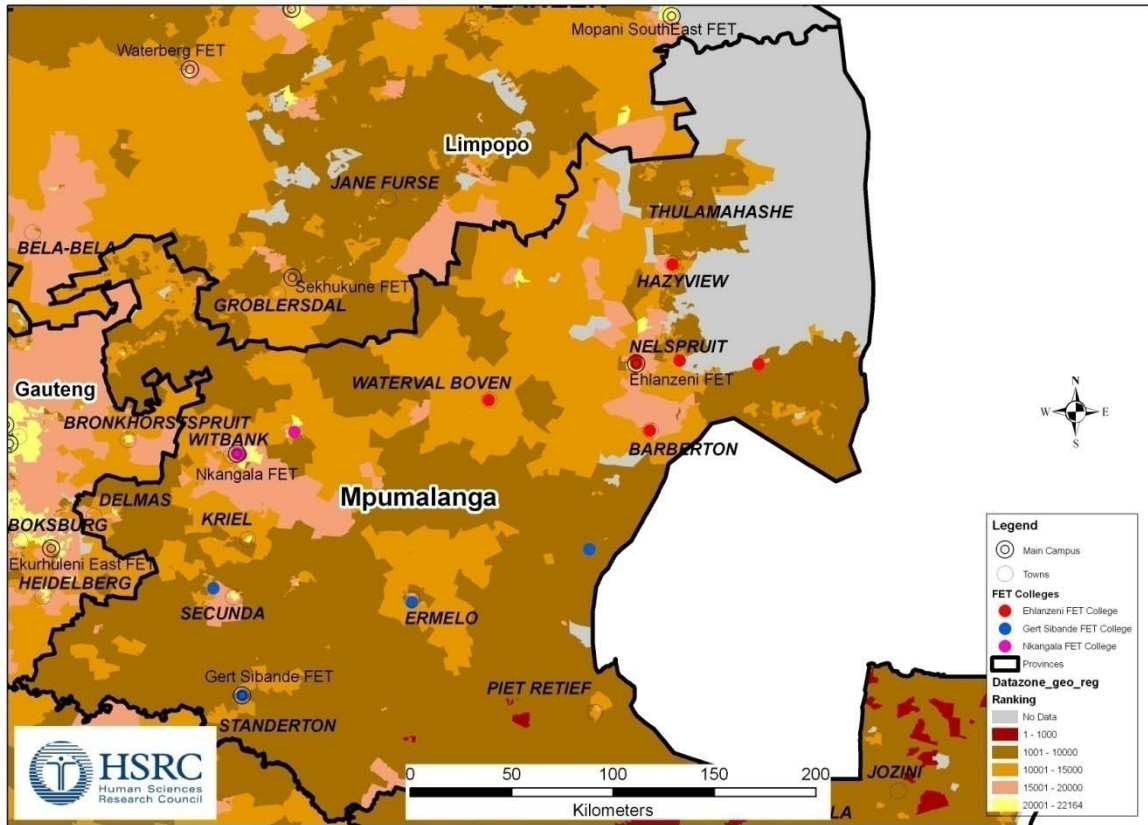 Mopani SouthEast FET
Waterberg FET
Limpopo
JANE FURSE
THULAMAHASHE
BELA-BELA
HAZYVIEW
Sekhukune FET
GROBLERSDAL
NELSPRUIT
Ehlanzeni FET
Gauteng
WATERVAL BOVEN
BRONKHORSTSPRUIT
WITBANK
BARBERTON
Nkangala FET
Mpumalanga
DELMAS
KRIEL
BOKSBURG
Ekurhuleni East FET
HEIDELBERG
SECUNDA
ERMELO
Gert Sibande FET
PIET RETIEF
STANDERTON
JOZINI
LA
N
W E
S
Legend
Main Campus
Towns
FET Colleges
Ehlanzeni FET College
Gert Sibande FET College
Nkangala FET College
Provinces
Datazone_geo_reg
Ranking
No Data
1 - 1000
1001 - 10000
10001 - 15000
15001 - 20000
20001 - 22164
HSRC
Human Sciences
Research Council
0 50 100 150 200
Kilometers